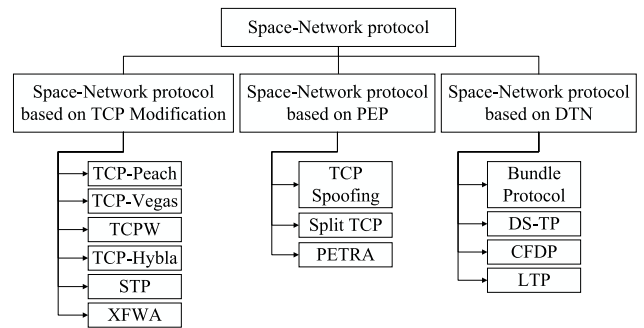 Space-Network protocol
Space-Network protocol
based on TCP Modification
Space-Network protocol
based on PEP
Space-Network protocol
based on DTN
TCP-Peach
TCP-Vegas
TCPW
TCP-Hybla
STP
XFWA
TCP
Spoofing
Split TCP
PETRA
Bundle
Protocol
DS-TP
CFDP
LTP